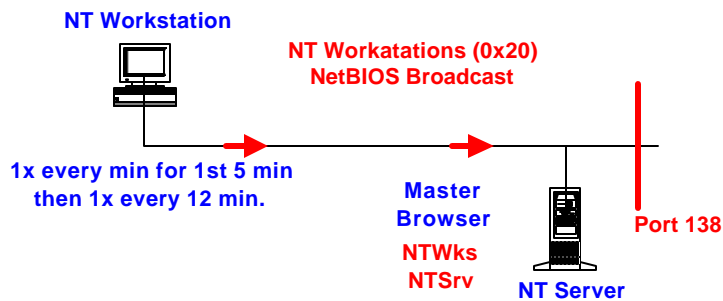 NT Workstation
NT Workatations (0x20)
NetBIOS Broadcast
1x every min for 1st 5 min
then 1x every 12 min.
Master
Browser
NTWks
NTSrv
Port 138
NT Server